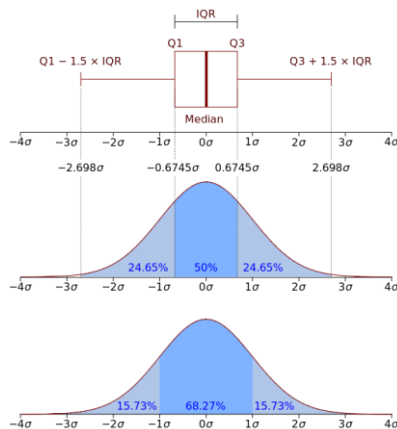 IQR
Q1 Q3
Q1 − 1.5 × IQR Q3 + 1.5 × IQR
Median
−4σ −3σ −2σ −1σ 0σ 1σ 2σ 3σ 4σ
−2.698σ −0.6745σ 0.6745σ 2.698σ
24.65% 50% 24.65%
−4σ −3σ −2σ −1σ 0σ 1σ 2σ 3σ 4σ
15.73% 68.27% 15.73%
−4σ −3σ −2σ −1σ 0σ 1σ 2σ 3σ 4σ